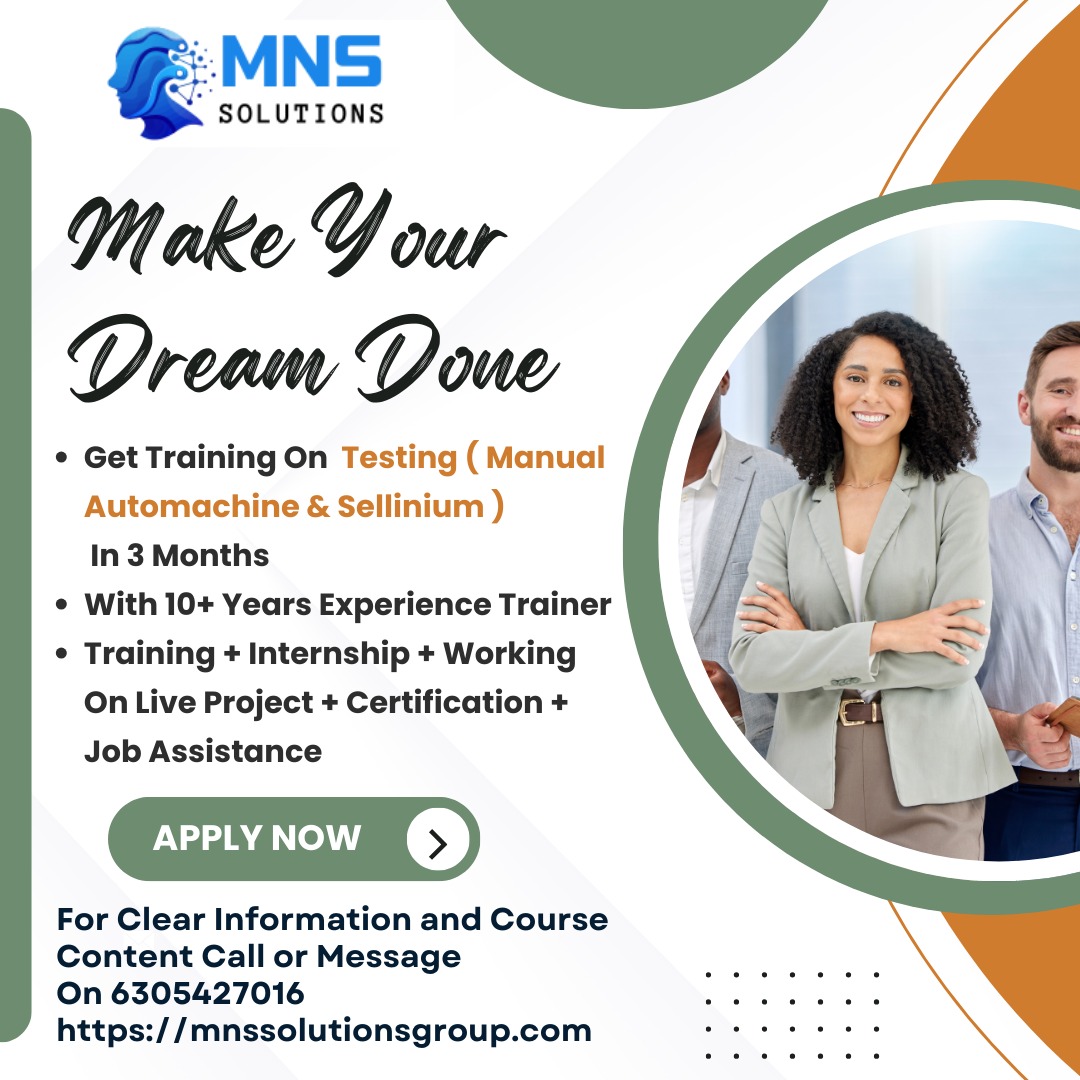 MNS
SOLUTIONS
Make Your
Dream Done
• Get Training On Testing ( Manual
Automachine & Sellinium )
In 3 Months
• With 10+ Years Experience Trainer
• Training + Internship + Working
On Live Project + Certification +
Job Assistance
APPLY NOW
For Clear Information and Course
Content Call or Message
On 6305427016
https://mnssolutionsgroup.com